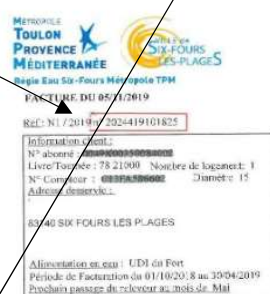 MÉTROPOLE
TOULON
PROVENCE
MÉDITERRANÉE
VILLE DE
SIX-FOURS
LES-PLAGES
Régie Eau Six-Fours Métropole TPM
FACTURE DU 05/11/2019
Réf : N1 / 2019 n° 2024419101825
Information client :
N° abonné :
Livre/Tournée : 78 21000 Nombre de logement: 1
N° Compteur : Diamètre 15
Adresse desservie :
83140 SIX FOURS LES PLAGES
Alimentation en eau : UDI du Fort
Période de Facturation du 01/10/2018 au 30/04/2019
Prochain passage du releveur au mois de Mai